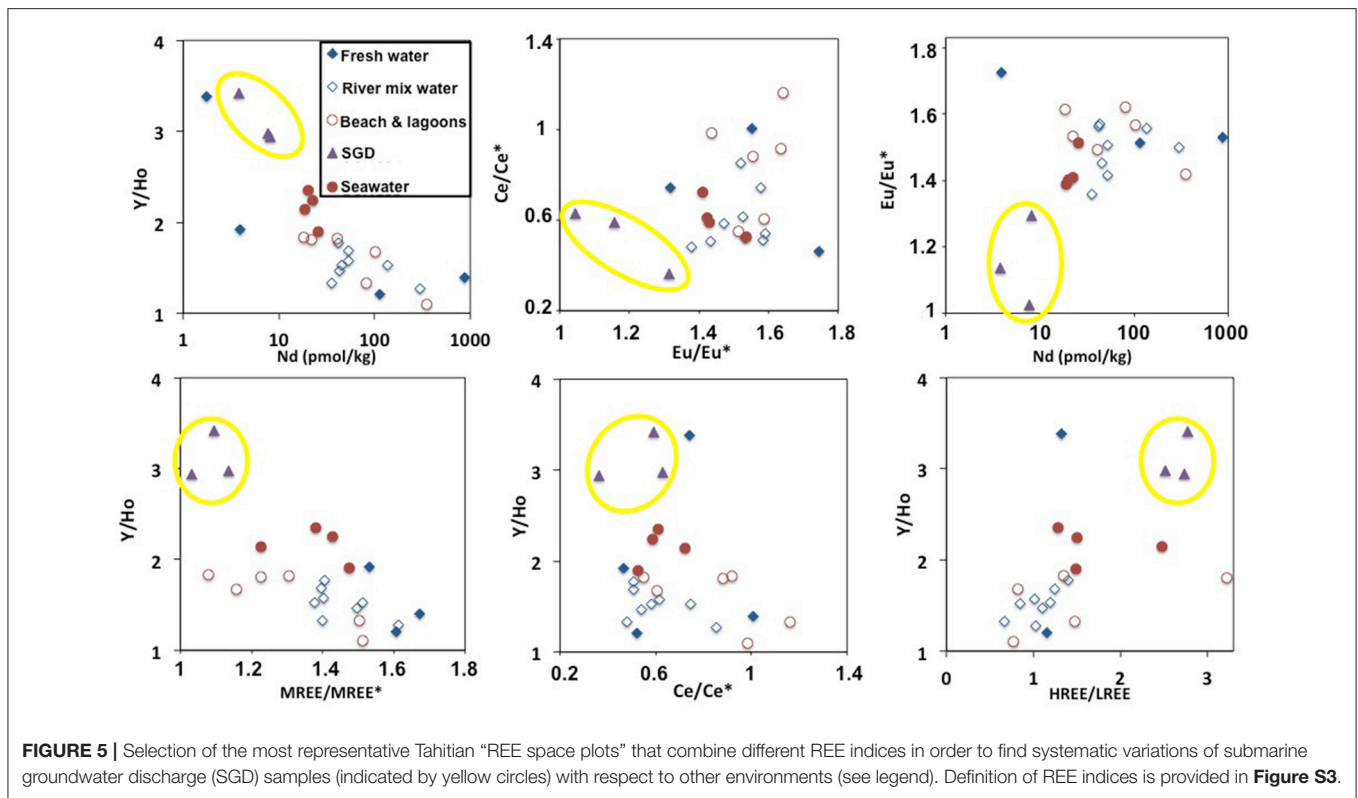 4
3
2
1
Y/Ho
Fresh water
River mix water
Beach & lagoons
SGD
Seawater
1 10 100 1000
Nd (pmol/kg)
1.4
1
0.6
0.2
Ce/Ce*
1 1.2 1.4 1.6 1.8
Eu/Eu*
1.8
1.6
1.4
1.2
1
Eu/Eu*
1 10 100 1000
Nd (pmol/kg)
4
3
2
1
Y/Ho
1 1.2 1.4 1.6 1.8
MREE/MREE*
4
3
2
1
Y/Ho
0.2 0.6 1 1.4
Ce/Ce*
4
3
2
1
Y/Ho
0 1 2 3
HREE/LREE
FIGURE 5 | Selection of the most representative Tahitian “REE space plots” that combine different REE indices in order to find systematic variations of submarine
groundwater discharge (SGD) samples (indicated by yellow circles) with respect to other environments (see legend). Definition of REE indices is provided in Figure S3.